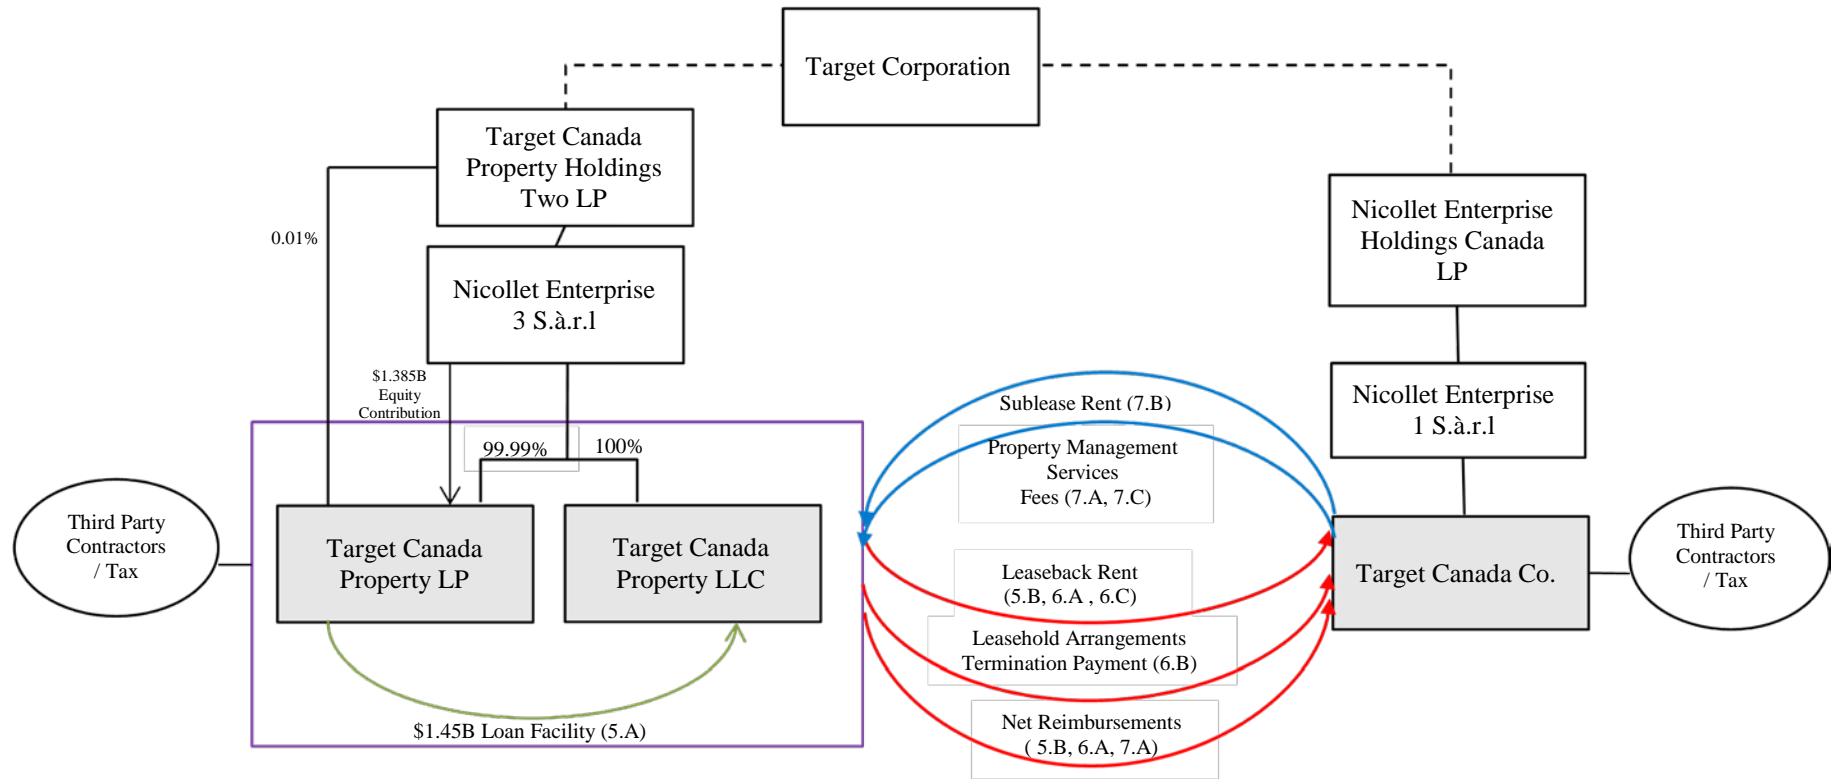 Target Corporation
Target Canada
Property Holdings
Two LP
0.01%
Nicollet Enterprise
3 S.à.r.l
$1.385B
Equity
Contribution
99.99%
100%
Third Party
Contractors
/ Tax
Target Canada
Property LP
Target Canada
Property LLC
$1.45B Loan Facility (5.A)
Sublease Rent (7.B)
Property Management
Services
Fees (7.A, 7.C)
Leaseback Rent
(5.B, 6.A , 6.C)
Leasehold Arrangements
Termination Payment (6.B)
Net Reimbursements
( 5.B, 6.A, 7.A)
Nicollet Enterprise
Holdings Canada
LP
Nicollet Enterprise
1 S.à.r.l
Target Canada Co.
Third Party
Contractors
/ Tax